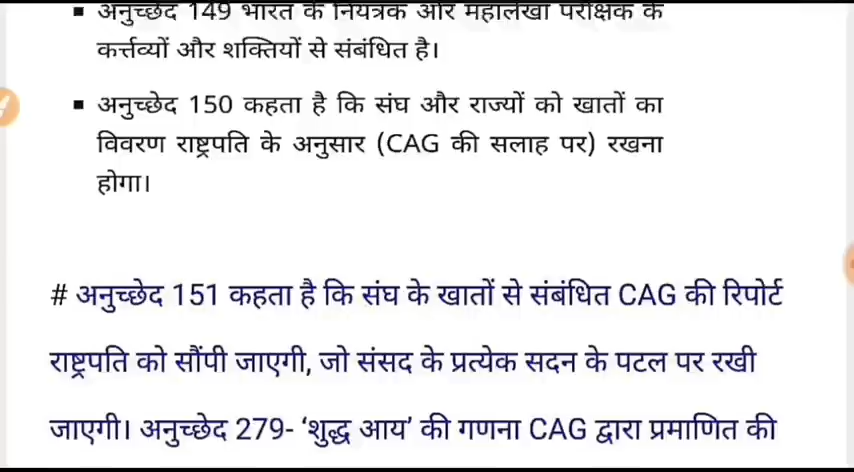 ▪ अनुच्छेद 149 भारत के नियंत्रक और महालेखा परीक्षक के
कर्त्तव्यों और शक्तियों से संबंधित है।
▪ अनुच्छेद 150 कहता है कि संघ और राज्यों को खातों का
विवरण राष्ट्रपति के अनुसार (CAG की सलाह पर) रखना
होगा।
# अनुच्छेद 151 कहता है कि संघ के खातों से संबंधित CAG की रिपोर्ट
राष्ट्रपति को सौंपी जाएगी, जो संसद के प्रत्येक सदन के पटल पर रखी
जाएगी। अनुच्छेद 279- ‘शुद्ध आय’ की गणना CAG द्वारा प्रमाणित की